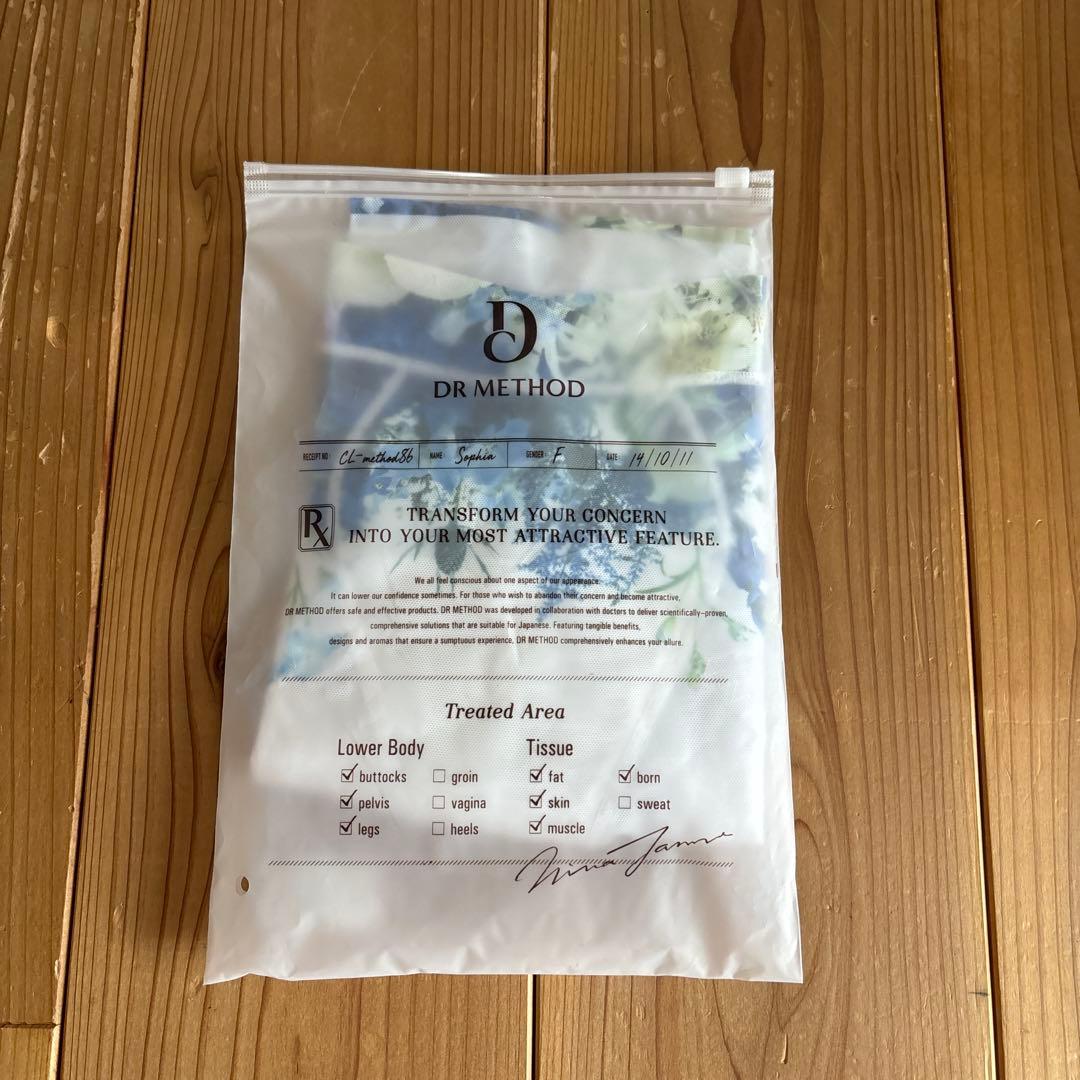 DR METHOD
RECEIPT NO: CL-method86 NAME: Sophia GENDER: F DATE: 14/10/11
Rx TRANSFORM YOUR CONCERN
INTO YOUR MOST ATTRACTIVE FEATURE.
We all feel conscious about one aspect of our appearance.
It can lower our confidence sometimes. For those who wish to abandon their concern and become attractive,
DR METHOD offers safe and effective products. DR METHOD was developed in collaboration with doctors to deliver scientifically-proven,
comprehensive solutions that are suitable for Japanese. Featuring tangible benefits,
designs and aromas that ensure a sumptuous experience, DR METHOD comprehensively enhances your allure.
Treated Area
Lower Body Tissue
buttocks groin fat born
pelvis vagina skin sweat
legs heels muscle